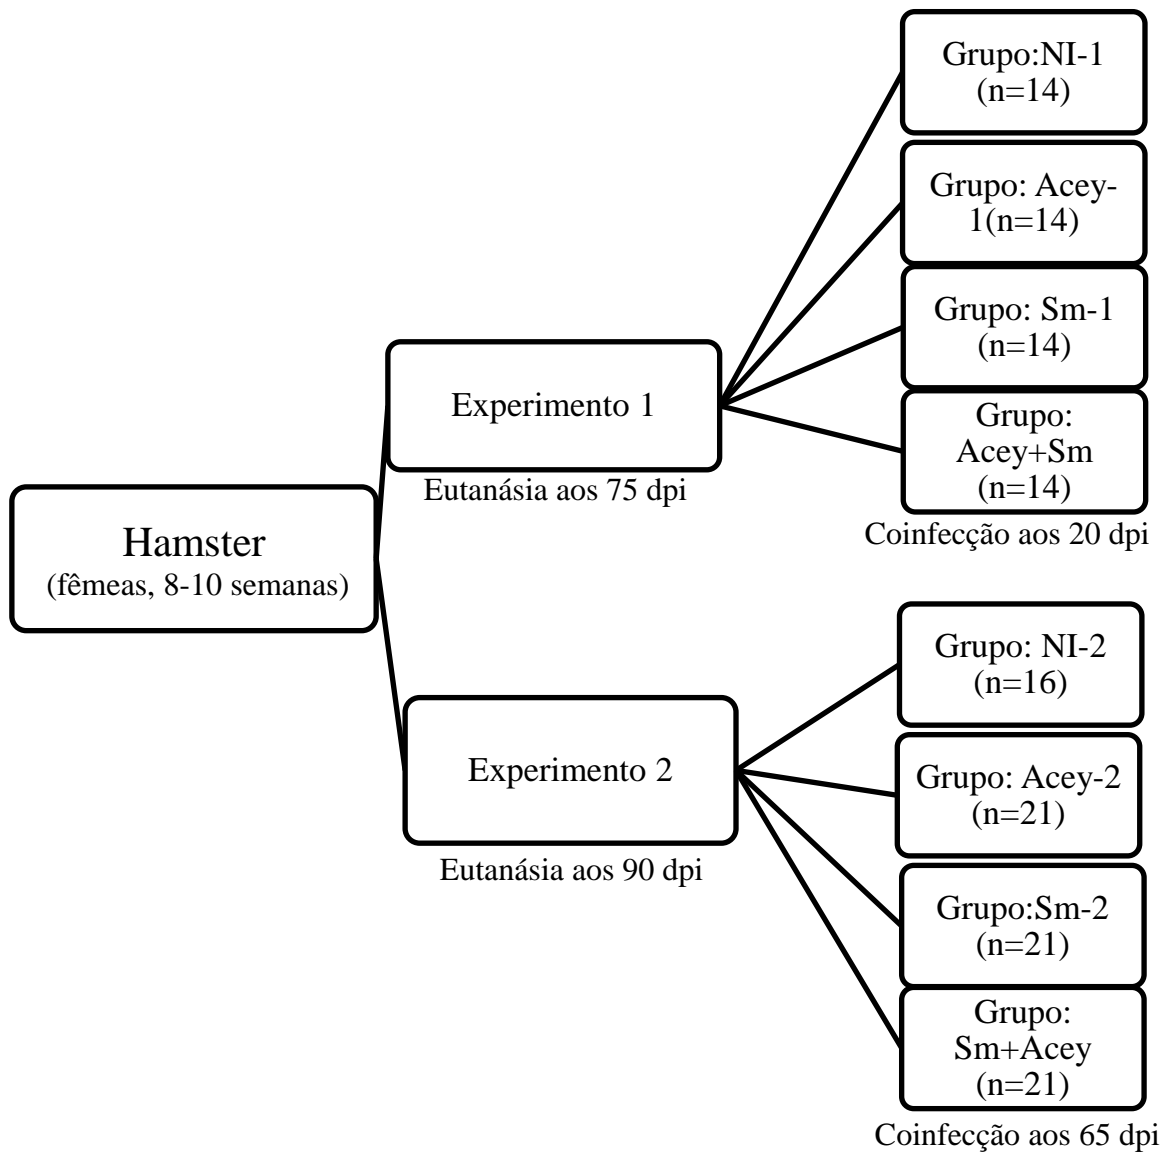 Hamster
(fêmeas, 8-10 semanas)
Experimento 1
Eutanásia aos 75 dpi
Grupo:NI-1
(n=14)
Grupo: Acey-
1(n=14)
Grupo: Sm-1
(n=14)
Grupo:
Acey+Sm
(n=14)
Coinfecção aos 20 dpi
Experimento 2
Eutanásia aos 90 dpi
Grupo: NI-2
(n=16)
Grupo: Acey-2
(n=21)
Grupo:Sm-2
(n=21)
Grupo:
Sm+Acey
(n=21)
Coinfecção aos 65 dpi